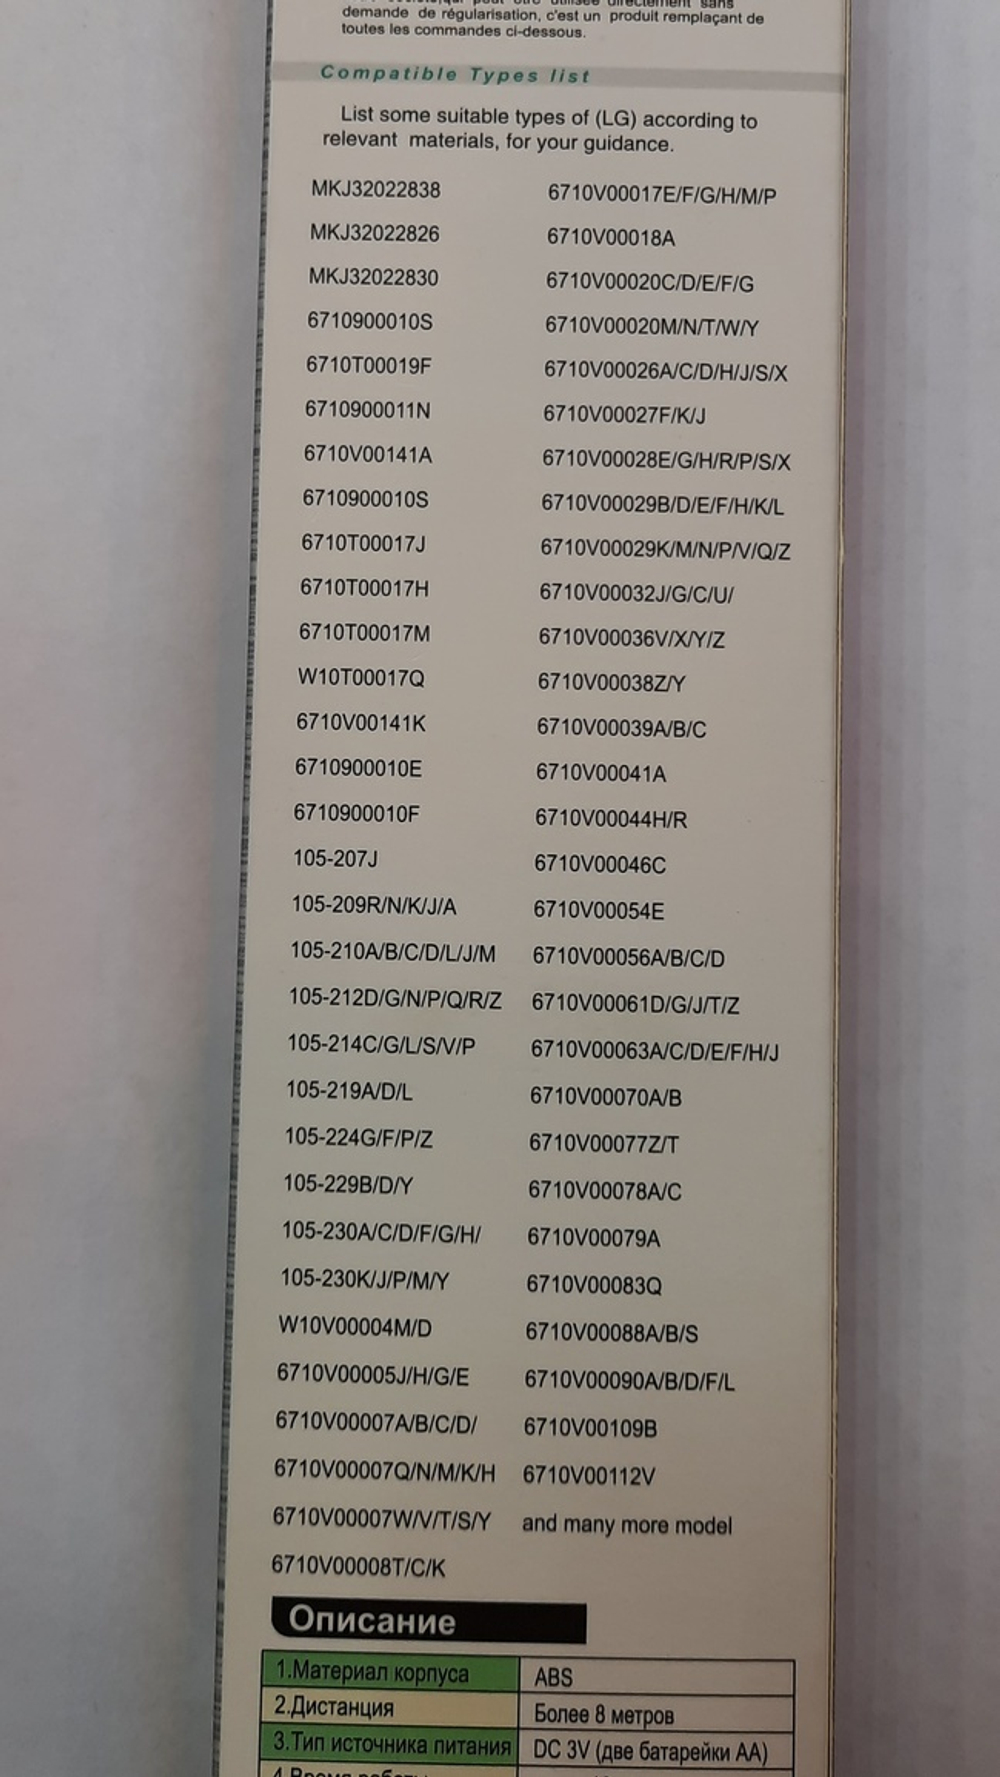 directement sans
demande de régularisation, c'est un produit remplaçant de
toutes les commandes ci-dessous.
Compatible Types list
List some suitable types of (LG) according to
relevant materials, for your guidance.
MKJ32022838
MKJ32022826
MKJ32022830
6710900010S
6710T00019F
6710900011N
6710V00141A
6710900010S
6710T00017J
6710T00017H
6710T00017M
W10T00017Q
6710V00141K
6710900010E
6710900010F
105-207J
105-209R/N/K/J/A
105-210A/B/C/D/L/J/M
105-212D/G/N/P/Q/R/Z
105-214C/G/L/S/V/P
105-219A/D/L
105-224G/F/P/Z
105-229B/D/Y
105-230A/C/D/F/G/H/
105-230K/J/P/M/Y
W10V00004M/D
6710V00005J/H/G/E
6710V00007A/B/C/D/
6710V00007Q/N/M/K/H
6710V00007W/V/T/S/Y
6710V00008T/C/K
6710V00017E/F/G/H/M/P
6710V00018A
6710V00020C/D/E/F/G
6710V00020M/N/T/W/Y
6710V00026A/C/D/H/J/S/X
6710V00027F/K/J
6710V00028E/G/H/R/P/S/X
6710V00029B/D/E/F/H/K/L
6710V00029K/M/N/P/V/Q/Z
6710V00032J/G/C/U/
6710V00036V/X/Y/Z
6710V00038Z/Y
6710V00039A/B/C
6710V00041A
6710V00044H/R
6710V00046C
6710V00054E
6710V00056A/B/C/D
6710V00061D/G/J/T/Z
6710V00063A/C/D/E/F/H/J
6710V00070A/B
6710V00077Z/T
6710V00078A/C
6710V00079A
6710V00083Q
6710V00088A/B/S
6710V00090A/B/D/F/L
6710V00109B
6710V00112V
and many more model
Описание
1.Материал корпуса ABS
2.Дистанция Более 8 метров
3.Тип источника питания DC 3V (две батарейки АА)